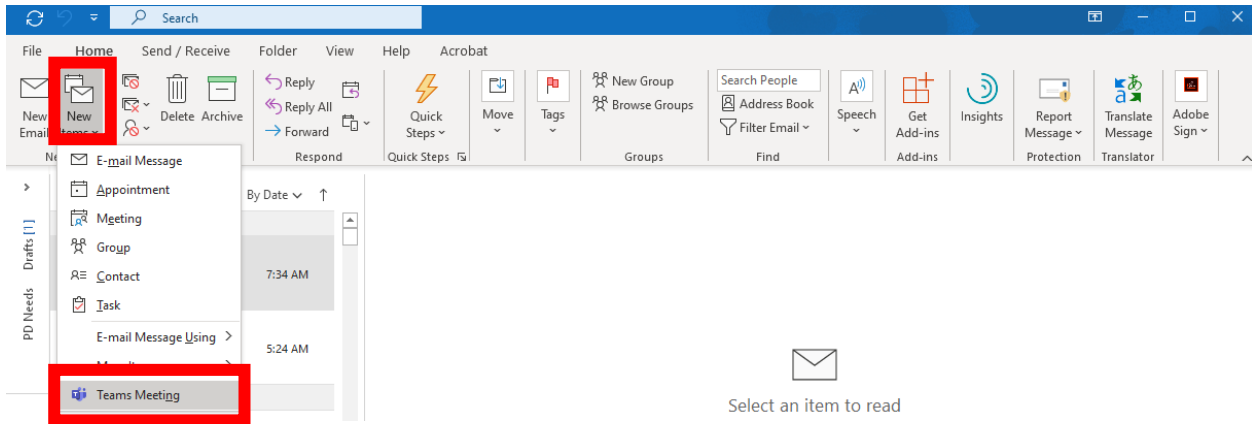 Search
File Home Send / Receive Folder View Help Acrobat
New Email
New Items
Delete
Archive
Reply
Reply All
Forward
Quick Steps
Move
Tags
New Group
Browse Groups
Search People
Address Book
Filter Email
Speech
Get Add-ins
Insights
Report Message
Translate Message
Adobe Sign
Respond
Quick Steps
Groups
Find
Add-ins
Protection
Translator
E-mail Message
Appointment
Meeting
Group
Contact
Task
E-mail Message Using
Teams Meeting
By Date
7:34 AM
5:24 AM
Drafts [1]
PD Needs
Select an item to read